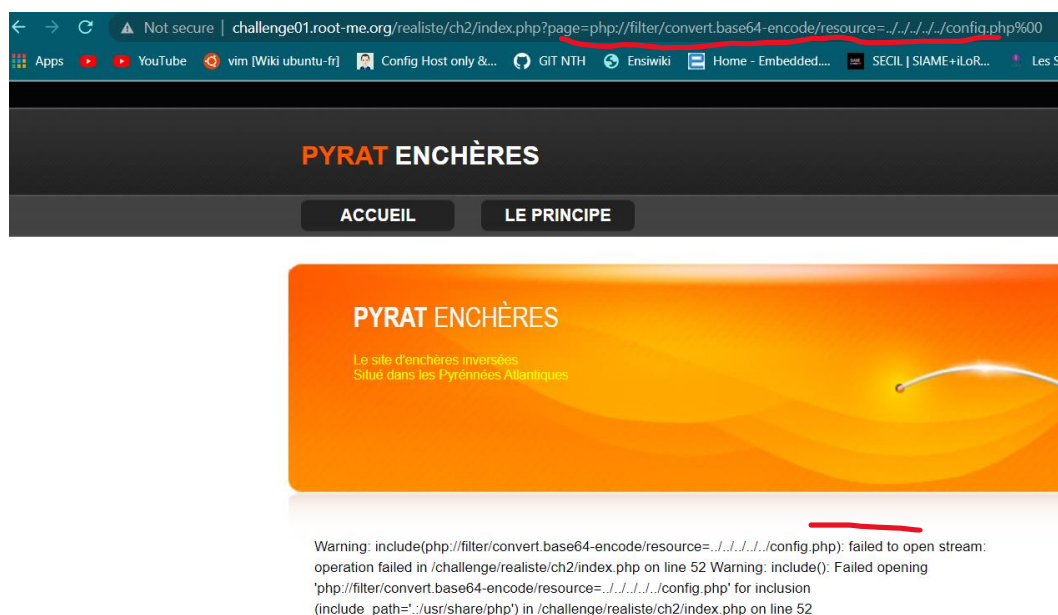 Not secure | challenge01.root-me.org/realiste/ch2/index.php?page=php://filter/convert.base64-encode/resource=../../../../../config.php%00
Apps YouTube vim [Wiki ubuntu-fr] Config Host only &... GIT NTH Ensiwiki Home - Embedded.... SECIL | SIAME+iLoR... Les S
PYRAT ENCHÈRES
ACCUEIL LE PRINCIPE
PYRAT ENCHÈRES
Le site d'enchères inversées
Situé dans les Pyrénnées Atlantiques
Warning: include(php://filter/convert.base64-encode/resource=../../../../../config.php): failed to open stream:
operation failed in /challenge/realiste/ch2/index.php on line 52 Warning: include(): Failed opening
'php://filter/convert.base64-encode/resource=../../../../../config.php' for inclusion
(include_path='.:/usr/share/php') in /challenge/realiste/ch2/index.php on line 52